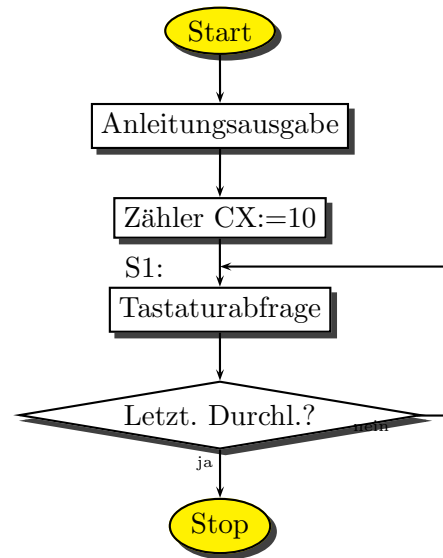 Start
Anleitungsausgabe
Zähler CX:=10
S1:
Tastaturabfrage
Letzt. Durchl.?
nein
ja
Stop